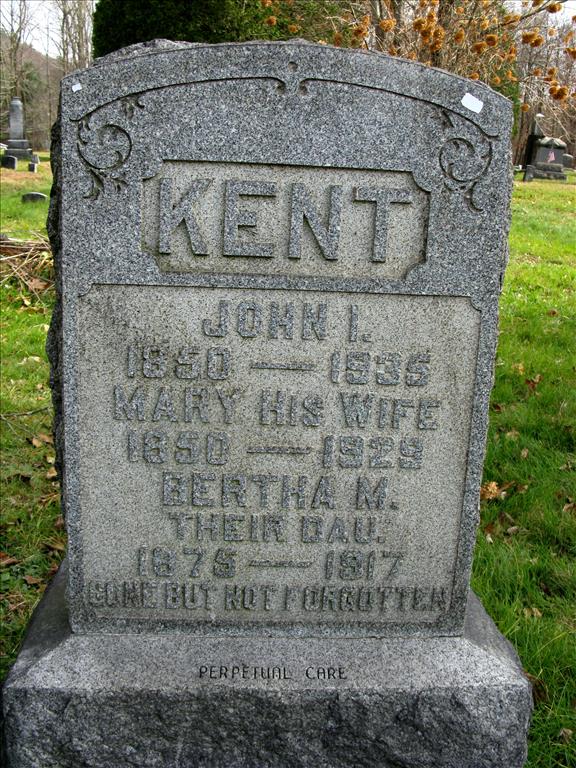 KENT
JOHN I.
1850 — 1935
MARY HIS WIFE
1850 — 1929
BERTHA M.
THEIR DAU.
1875 — 1917
GONE BUT NOT FORGOTTEN
PERPETUAL CARE